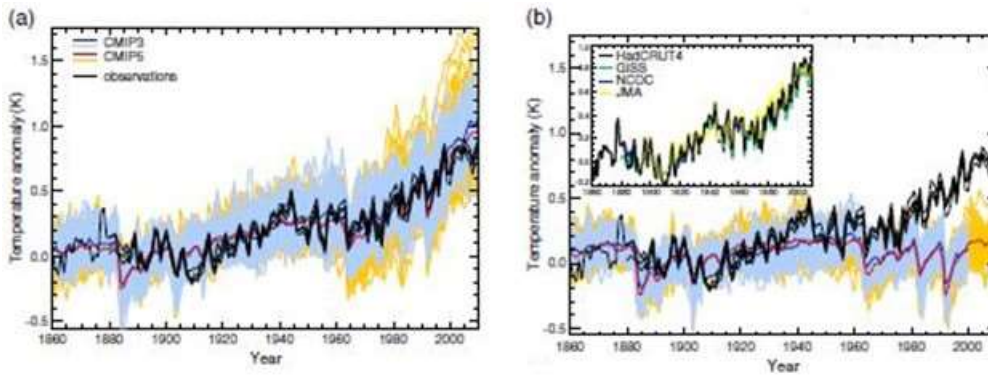 (a)
CMIP3
CMIP5
observations
Temperature anomaly (K)
1.5
1.0
0.5
0.0
-0.5
1860 1880 1900 1920 1940 1960 1980 2000
Year
(b)
HadCRUT4
GISS
NCDC
JMA
Temperature anomaly (K)
1.5
1.0
0.5
0.0
-0.5
1860 1880 1900 1920 1940 1960 1980 2000
Year